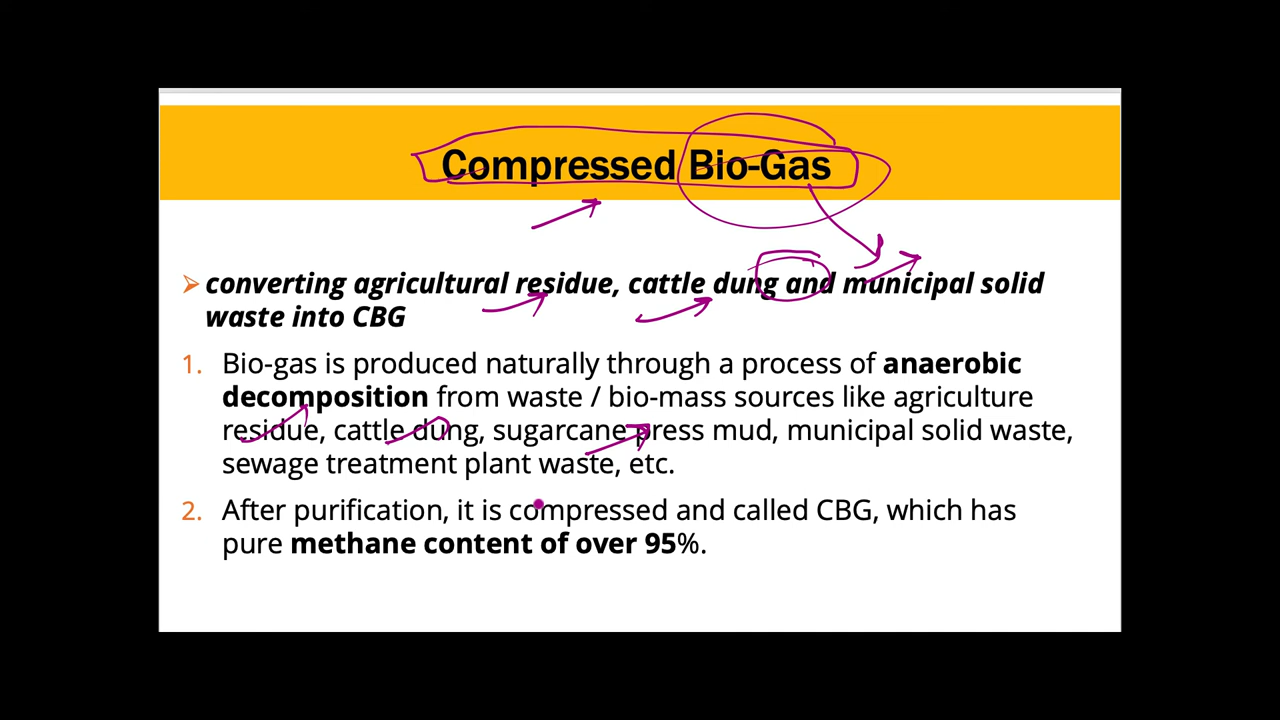 Compressed Bio-Gas
converting agricultural residue, cattle dung and municipal solid
waste into CBG
1. Bio-gas is produced naturally through a process of anaerobic
decomposition from waste / bio-mass sources like agriculture
residue, cattle dung, sugarcane press mud, municipal solid waste,
sewage treatment plant waste, etc.
2. After purification, it is compressed and called CBG, which has
pure methane content of over 95%.